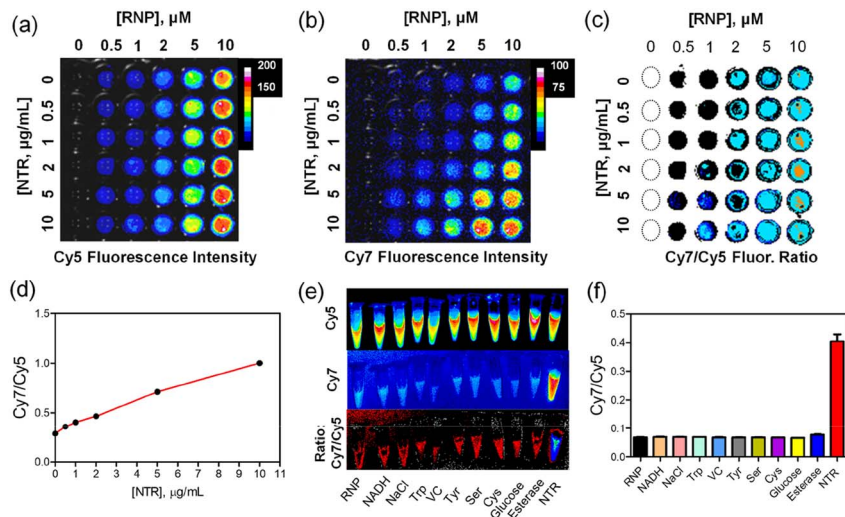 (a)
[RNP], µM
0 0.5 1 2 5 10
[NTR, µg/mL]
0
0.5
1
2
5
10
200
150
Cy5 Fluorescence Intensity
(b)
[RNP], µM
0 0.5 1 2 5 10
[NTR, µg/mL]
0
0.5
1
2
5
10
100
75
Cy7 Fluorescence Intensity
(c)
[RNP], µM
0 0.5 1 2 5 10
[NTR, µg/mL]
0
0.5
1
2
5
10
Cy7/Cy5 Fluor. Ratio
(d)
Cy7/Cy5
1.5
1.0
0.5
0.0
0 1 2 3 4 5 6 7 8 9 10 11
[NTR], µg/mL
(e)
Cy5
Cy7
Ratio:
Cy7/Cy5
RNP NADH NaCl Trp VC Tyr Ser Cys Glucose Esterase NTR
(f)
Cy7/Cy5
0.5
0.4
0.3
0.2
0.1
0.0
RNP NADH NaCl Trp VC Tyr Ser Cys Glucose Esterase NTR